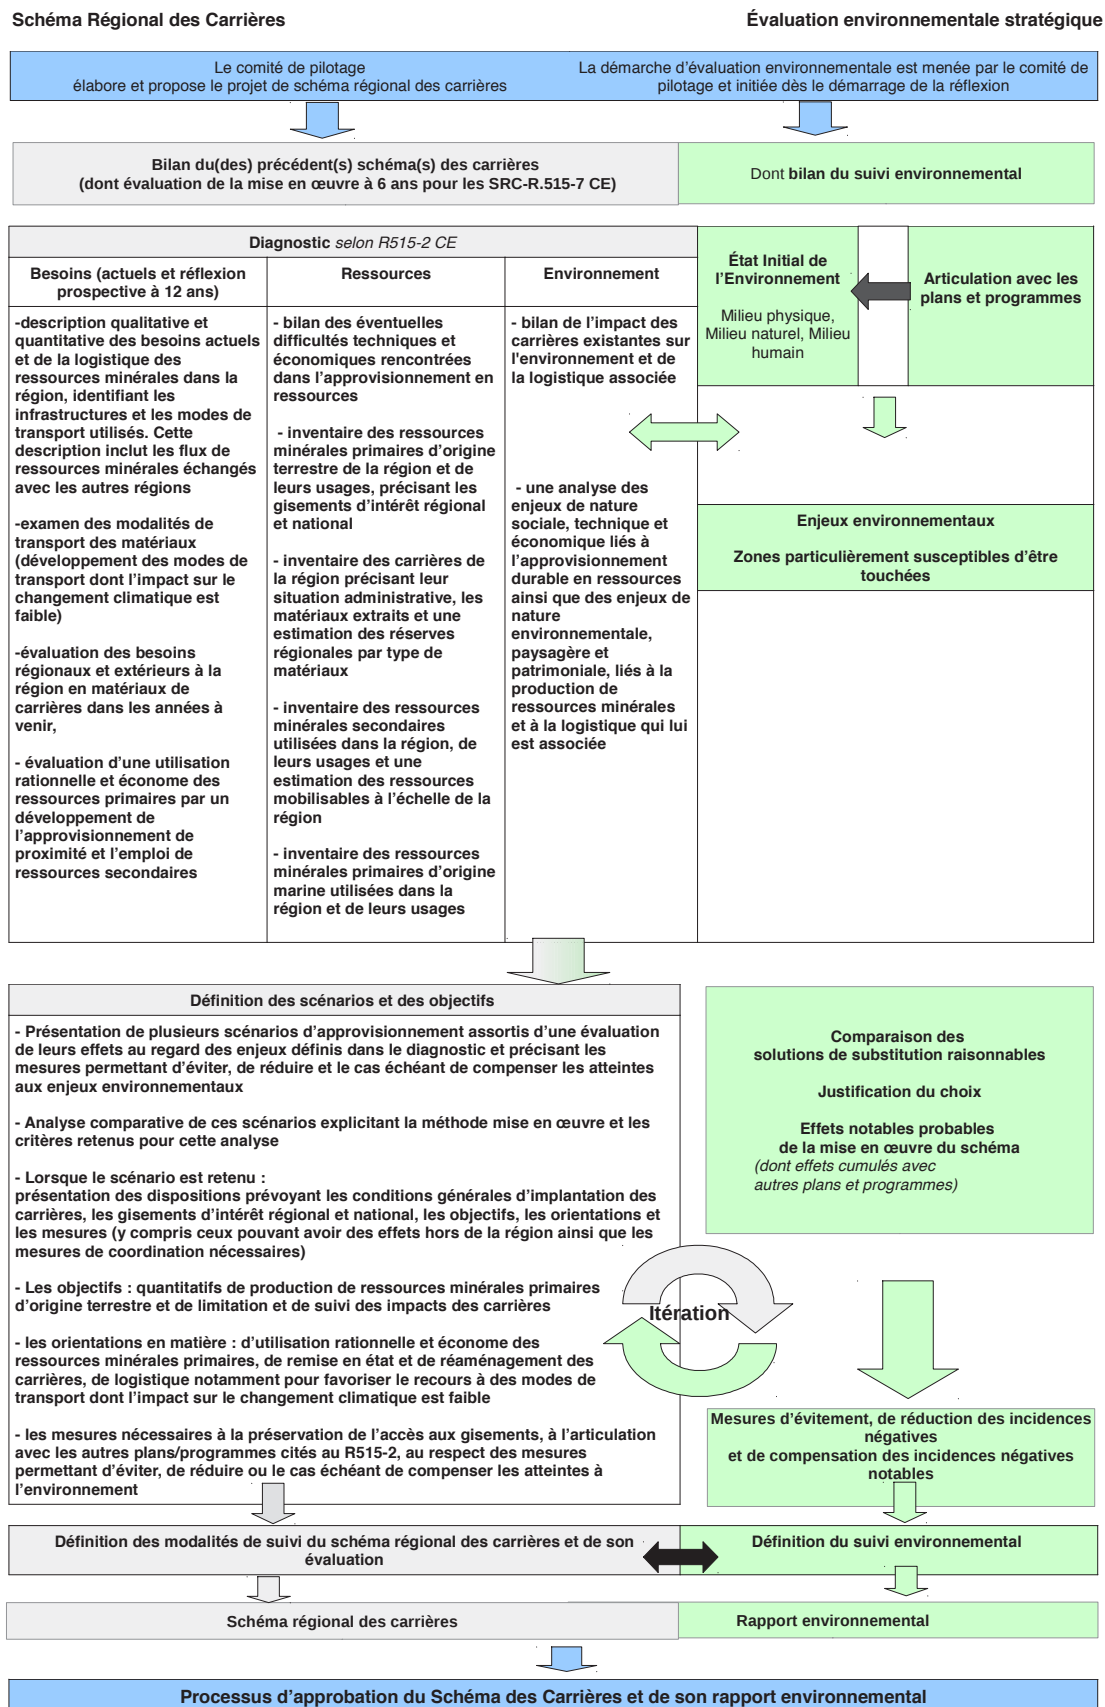 Schéma Régional des Carrières
Évaluation environnementale stratégique
Le comité de pilotage
élabore et propose le projet de schéma régional des carrières
La démarche d’évaluation environnementale est menée par le comité de
pilotage et initiée dès le démarrage de la réflexion
Bilan du(des) précédent(s) schéma(s) des carrières
(dont évaluation de la mise en œuvre à 6 ans pour les SRC-R.515-7 CE)
Dont bilan du suivi environnemental
Diagnostic selon R515-2 CE
Besoins (actuels et réflexion
prospective à 12 ans)
-description qualitative et
quantitative des besoins actuels
et de la logistique des
ressources minérales dans la
région, identifiant les
infrastructures et les modes de
transport utilisés. Cette
description inclut les flux de
ressources minérales échangés
avec les autres régions
-examen des modalités de
transport des matériaux
(développement des modes de
transport dont l’impact sur le
changement climatique est
faible)
-évaluation des besoins
régionaux et extérieurs à la
région en matériaux de
carrières dans les années à
venir,
- évaluation d’une utilisation
rationnelle et économe des
ressources primaires par un
développement de
l’approvisionnement de
proximité et l’emploi de
ressources secondaires
Ressources
- bilan des éventuelles
difficultés techniques et
économiques rencontrées
dans l’approvisionnement en
ressources
- inventaire des ressources
minérales primaires d’origine
terrestre de la région et de
leurs usages, précisant les
gisements d’intérêt régional
et national
- inventaire des carrières de
la région précisant leur
situation administrative, les
matériaux extraits et une
estimation des réserves
régionales par type de
matériaux
- inventaire des ressources
minérales secondaires
utilisées dans la région, de
leurs usages et une
estimation des ressources
mobilisables à l’échelle de la
région
- inventaire des ressources
minérales primaires d’origine
marine utilisées dans la
région et de leurs usages
Environnement
- bilan de l’impact des
carrières existantes sur
l'environnement et de
la logistique associée
- une analyse des
enjeux de nature
sociale, technique et
économique liés à
l’approvisionnement
durable en ressources
ainsi que des enjeux de
nature
environnementale,
paysagère et
patrimoniale, liés à la
production de
ressources minérales
et à la logistique qui lui
est associée
État Initial de
l’Environnement
Milieu physique,
Milieu naturel, Milieu
humain
Articulation avec les
plans et programmes
Enjeux environnementaux
Zones particulièrement susceptibles d’être
touchées
Définition des scénarios et des objectifs
- Présentation de plusieurs scénarios d’approvisionnement assortis d’une évaluation
de leurs effets au regard des enjeux définis dans le diagnostic et précisant les
mesures permettant d’éviter, de réduire et le cas échéant de compenser les atteintes
aux enjeux environnementaux
- Analyse comparative de ces scénarios explicitant la méthode mise en œuvre et les
critères retenus pour cette analyse
- Lorsque le scénario est retenu :
présentation des dispositions prévoyant les conditions générales d’implantation des
carrières, les gisements d’intérêt régional et national, les objectifs, les orientations et
les mesures (y compris ceux pouvant avoir des effets hors de la région ainsi que les
mesures de coordination nécessaires)
- Les objectifs : quantitatifs de production de ressources minérales primaires
d’origine terrestre et de limitation et de suivi des impacts des carrières
- les orientations en matière : d’utilisation rationnelle et économe des
ressources minérales primaires, de remise en état et de réaménagement des
carrières, de logistique notamment pour favoriser le recours à des modes de
transport dont l’impact sur le changement climatique est faible
- les mesures nécessaires à la préservation de l’accès aux gisements, à l’articulation
avec les autres plans/programmes cités au R515-2, au respect des mesures
permettant d’éviter, de réduire ou le cas échéant de compenser les atteintes à
l’environnement
Comparaison des
solutions de substitution raisonnables
Justification du choix
Effets notables probables
de la mise en œuvre du schéma
(dont effets cumulés avec
autres plans et programmes)
Itération
Mesures d’évitement, de réduction des incidences
négatives
et de compensation des incidences négatives
notables
Définition des modalités de suivi du schéma régional des carrières et de son
évaluation
Définition du suivi environnemental
Schéma régional des carrières
Rapport environnemental
Processus d’approbation du Schéma des Carrières et de son rapport environnemental